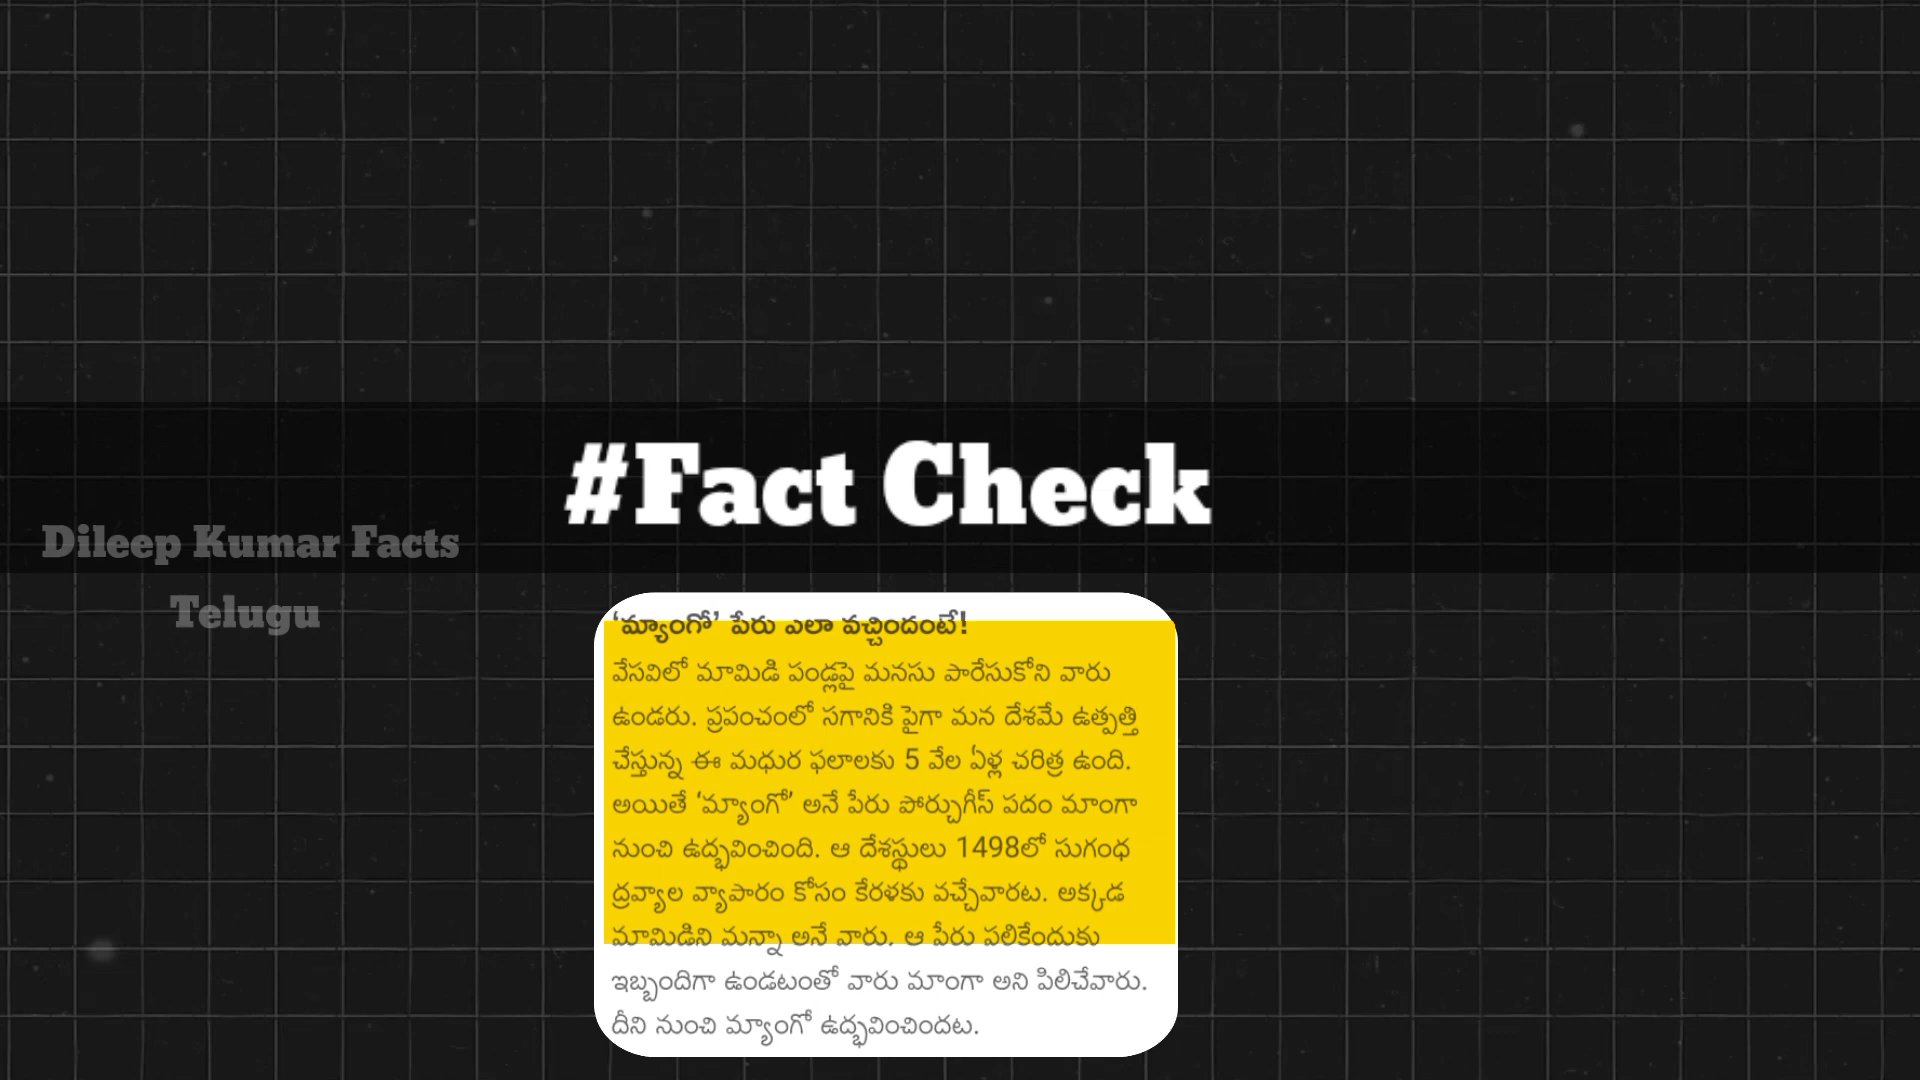 #Fact Check
Dileep Kumar Facts
Telugu
‘మ్యాంగో’ పేరు ఎలా వచ్చిందంటే!
వేసవిలో మామిడి పండ్లపై మనసు పారేసుకోని వారు
ఉండరు. ప్రపంచంలో సగానికి పైగా మన దేశమే ఉత్పత్తి
చేస్తున్న ఈ మధుర ఫలాలకు 5 వేల ఏళ్ల చరిత్ర ఉంది.
అయితే ‘మ్యాంగో’ అనే పేరు పోర్చుగీస్ పదం మాంగా
నుంచి ఉద్భవించింది. ఆ దేశస్థులు 1498లో సుగంధ
ద్రవ్యాల వ్యాపారం కోసం కేరళకు వచ్చేవారట. అక్కడ
మామిడిని మన్నా అనే వారు. ఆ పేరు పలికేందుకు
ఇబ్బందిగా ఉండటంతో వారు మాంగా అని పిలిచేవారు.
దీని నుంచి మ్యాంగో ఉద్భవించిందట.